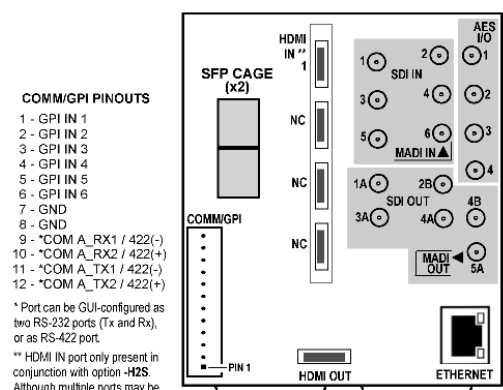 COMM/GPI PINOUTS
1 - GPI IN 1
2 - GPI IN 2
3 - GPI IN 3
4 - GPI IN 4
5 - GPI IN 5
6 - GPI IN 6
7 - GND
8 - GND
9 - *COM A_RX1 / 422(-)
10 - *COM A_RX2 / 422(+)
11 - *COM A_TX1 / 422(-)
12 - *COM A_TX2 / 422(+)
* Port can be GUI-configured as
two RS-232 ports (Tx and Rx),
or as RS-422 port.
** HDMI IN port only present in
conjunction with option -H2S.
Although multiple ports may be
SFP CAGE
(x2)
COMM/GPI
PIN 1
HDMI
IN **
1
NC
NC
NC
HDMI OUT
AES
I/O
1
2
3
4
1
2
SDI IN
3
4
5
6
MADI IN
1A
2B
SDI OUT
3A
4A
4B
MADI
OUT
5A
ETHERNET